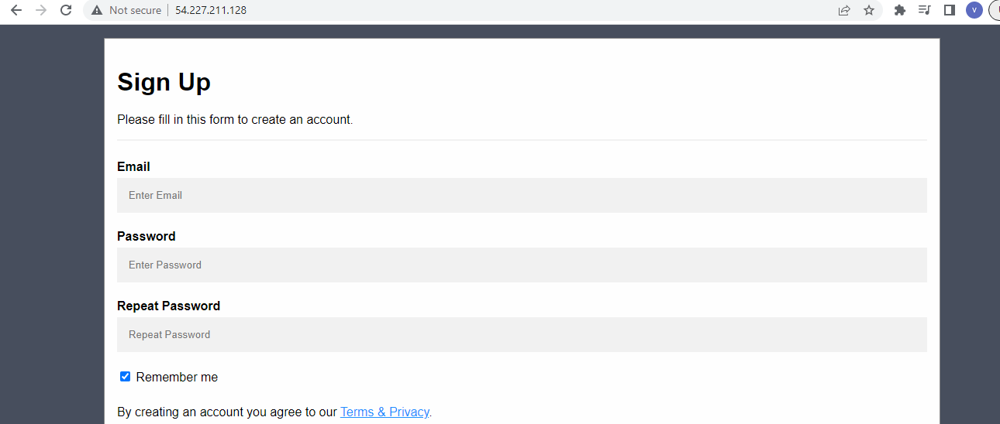 Not secure | 54.227.211.128
V
Sign Up
Please fill in this form to create an account.
Email
Enter Email
Password
Enter Password
Repeat Password
Repeat Password
Remember me
By creating an account you agree to our Terms & Privacy.